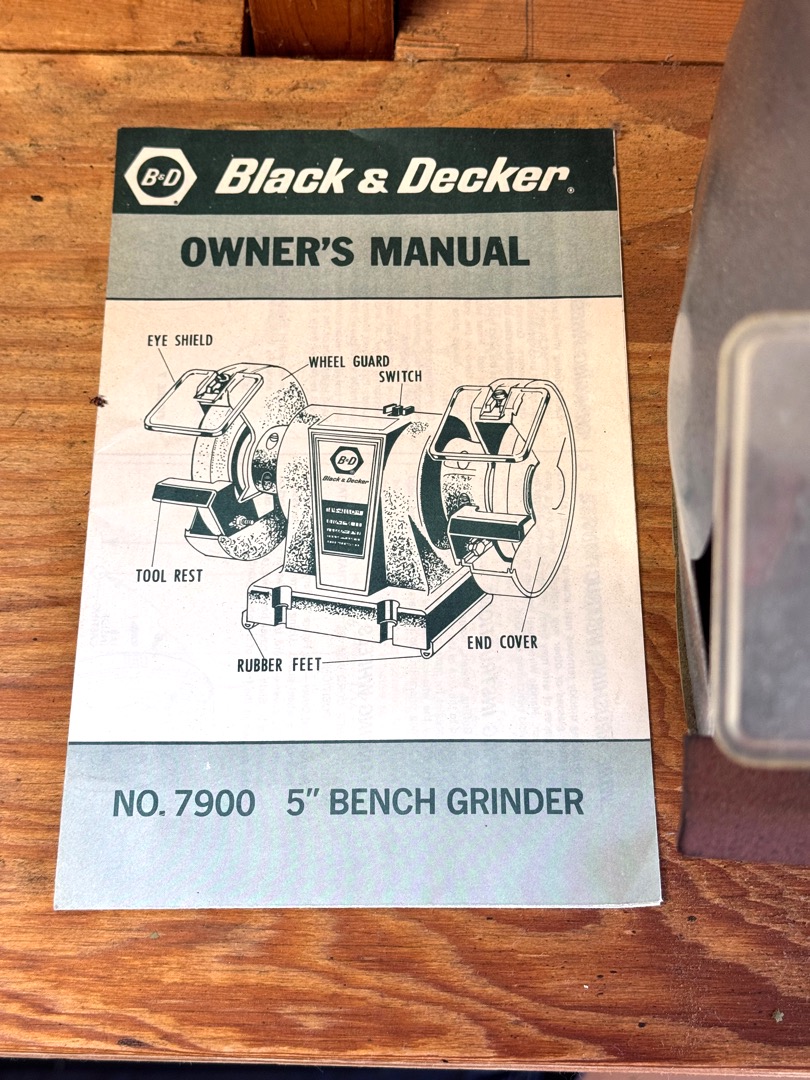 B&D Black & Decker®
OWNER'S MANUAL
EYE SHIELD
WHEEL GUARD
SWITCH
B&D
Black & Decker
TOOL REST
END COVER
RUBBER FEET
NO. 7900 5" BENCH GRINDER